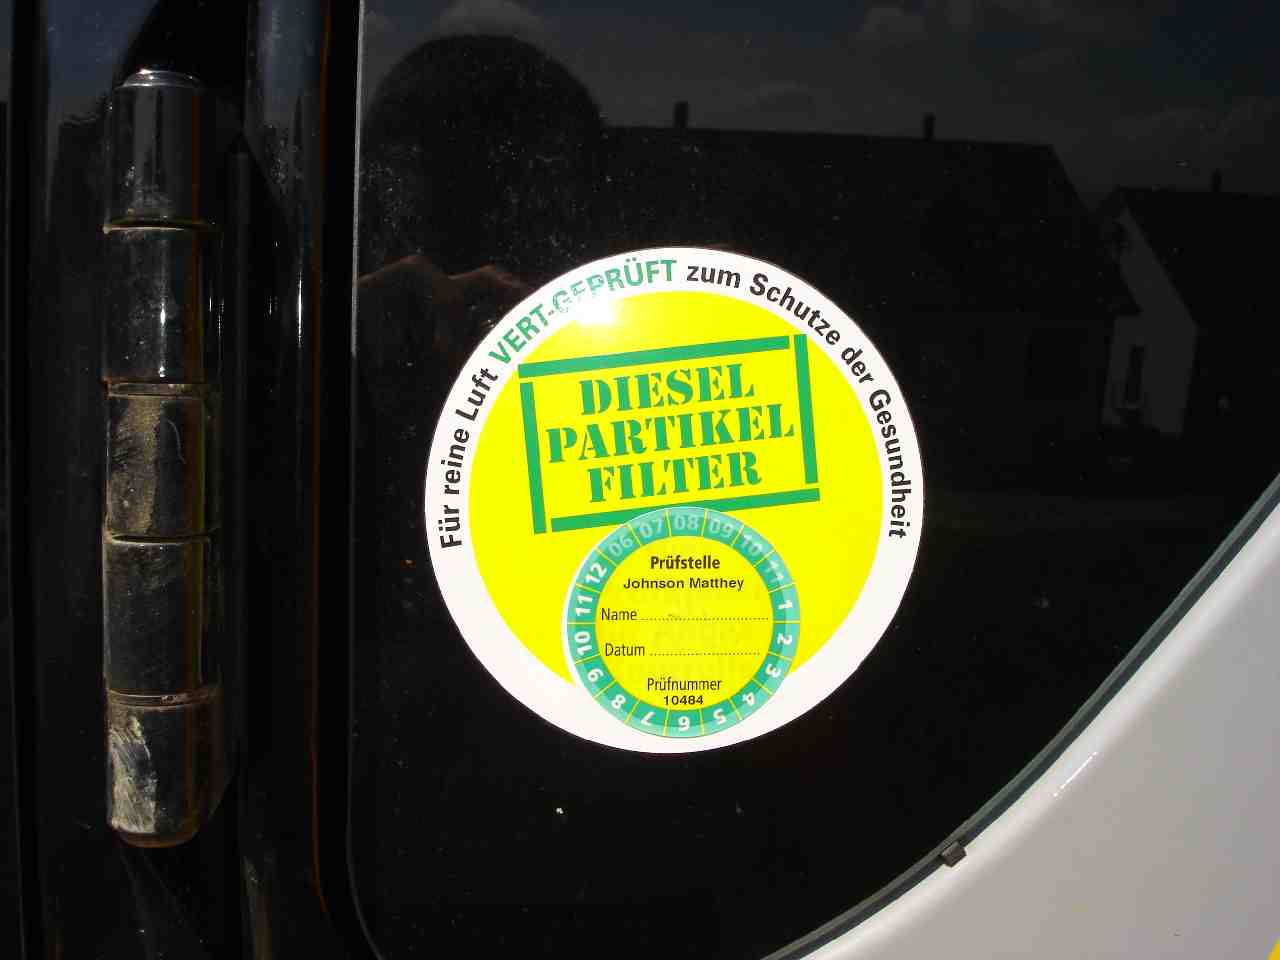 Für reine Luft VERT-GEPRÜFT zum Schutze der Gesundheit
DIESEL
PARTIKEL
FILTER
06 07 08 09 10 11
1 2 3 4 5 6 7 8 9 10 11 12
Prüfstelle
Johnson Matthey
Name
Datum
Prüfnummer
10484